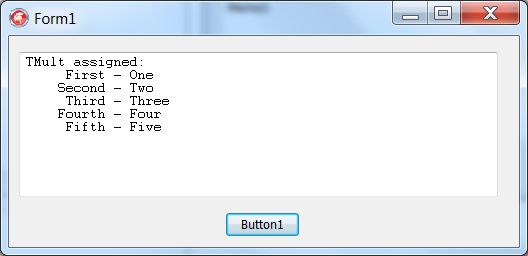 Form1
TMult assigned:
First - One
Second - Two
Third - Three
Fourth - Four
Fifth - Five
Button1